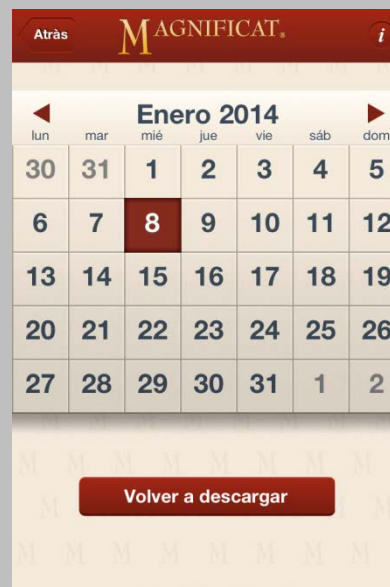 Atràs
MAGNIFICAT®
i
Enero 2014
lun mar mié jue vie sáb dom
30 31 1 2 3 4 5
6 7 8 9 10 11 12
13 14 15 16 17 18 19
20 21 22 23 24 25 26
27 28 29 30 31 1 2
Volver a descargar